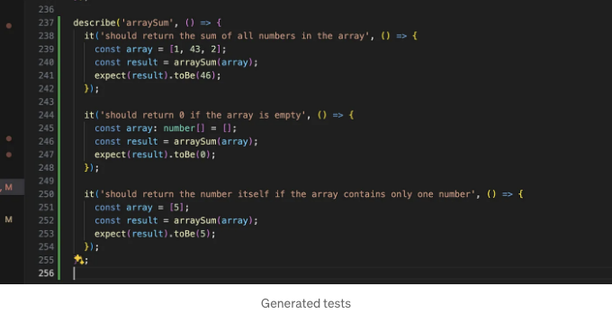 236
237 describe('arraySum', () => {
238 it('should return the sum of all numbers in the array', () => {
239 const array = [1, 43, 2];
240 const result = arraySum(array);
241 expect(result).toBe(46);
242 });
243
244 it('should return 0 if the array is empty', () => {
245 const array: number[] = [];
246 const result = arraySum(array);
247 expect(result).toBe(0);
248 });
249
250 it('should return the number itself if the array contains only one number', () => {
, M
251 const array = [5];
252 const result = arraySum(array);
M
253 expect(result).toBe(5);
254 });
255 ;
256
Generated tests